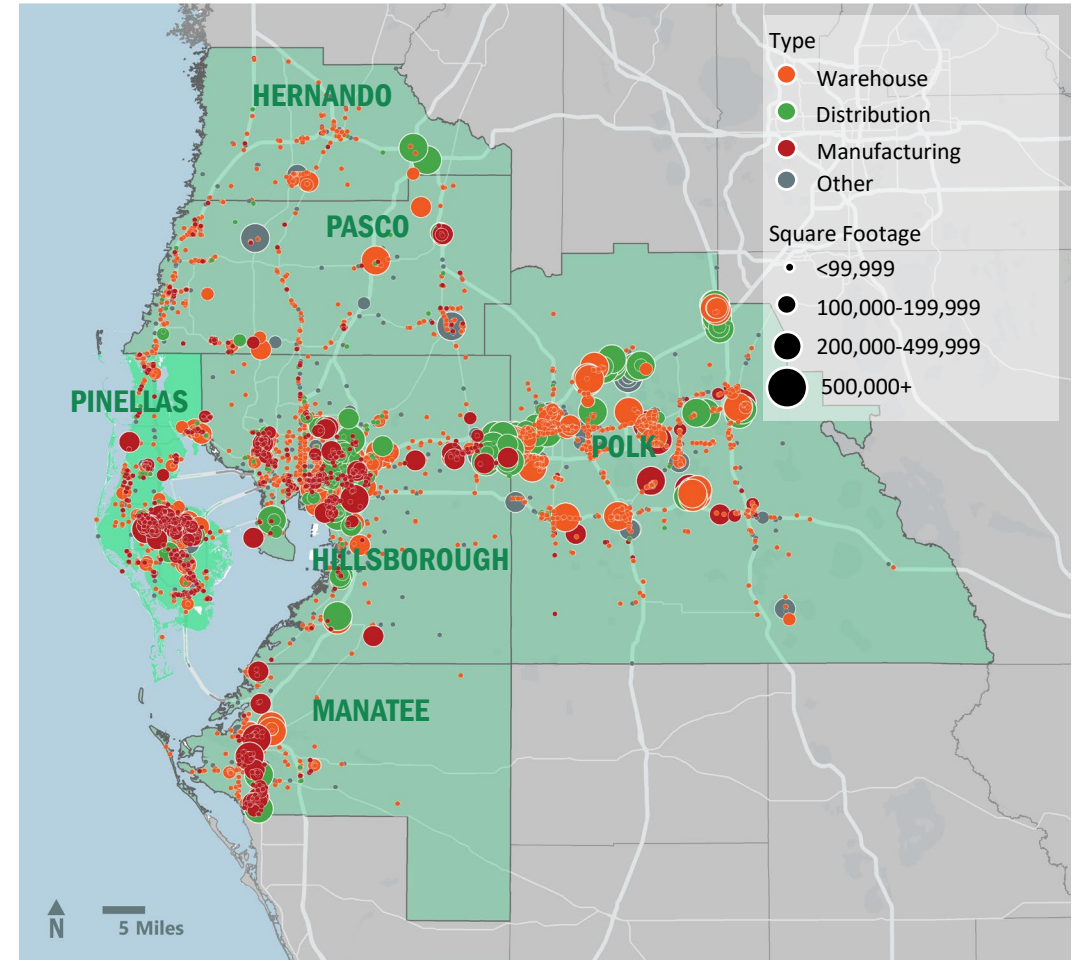 Type
Warehouse
Distribution
Manufacturing
Other
Square Footage
<99,999
100,000-199,999
200,000-499,999
500,000+
HERNANDO
PASCO
PINELLAS
POLK
HILLSBOROUGH
MANATEE
N
5 Miles